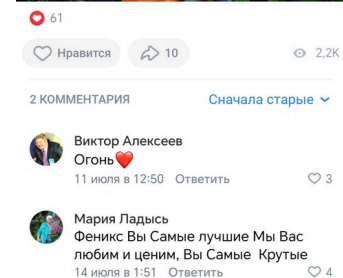 61
Нравится
10
2,2K
2 КОММЕНТАРИЯ
Сначала старые
Виктор Алексеев
Огонь❤️
11 июля в 12:50 Ответить
3
Мария Ладысь
Феникс Вы Самые лучшие Мы Вас
любим и ценим, Вы Самые Крутые
14 июля в 1:51 Ответить
4